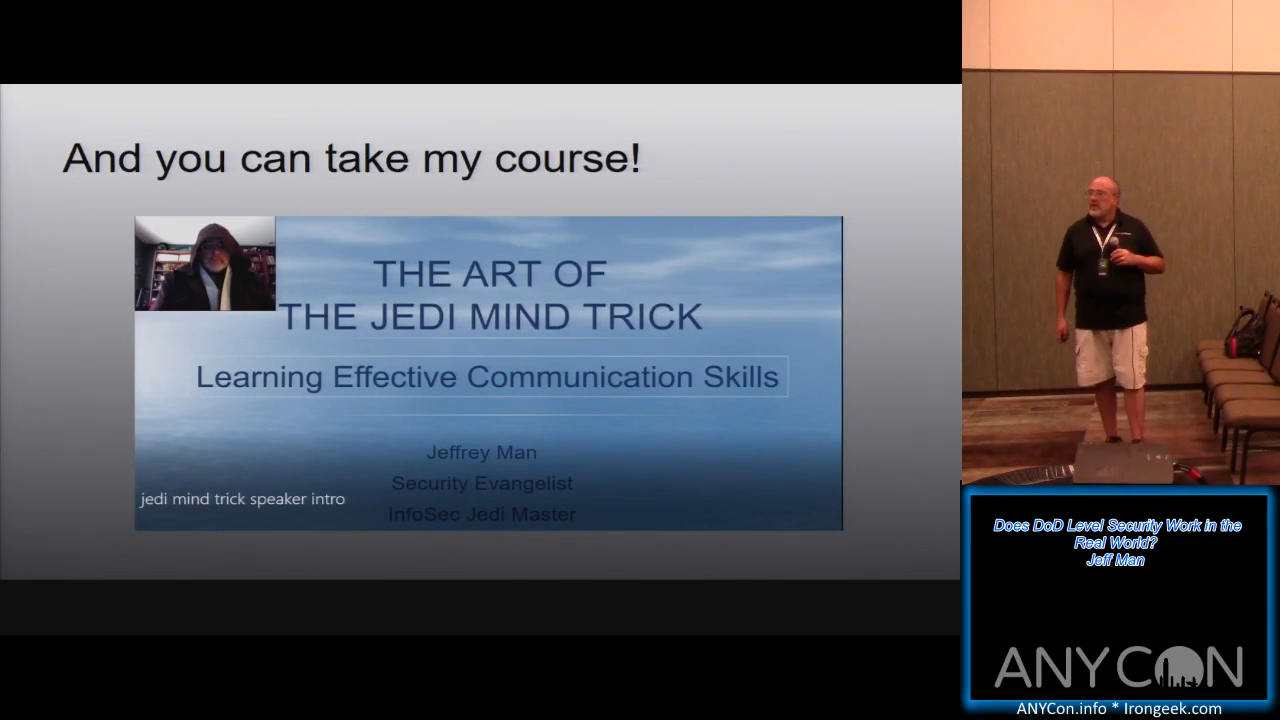 And you can take my course!
THE ART OF
THE JEDI MIND TRICK
Learning Effective Communication Skills
Jeffrey Man
Security Evangelist
InfoSec Jedi Master
jedi mind trick speaker intro
Does DoD Level Security Work in the
Real World?
Jeff Man
ANYCON
ANYCon.info * Irongeek.com